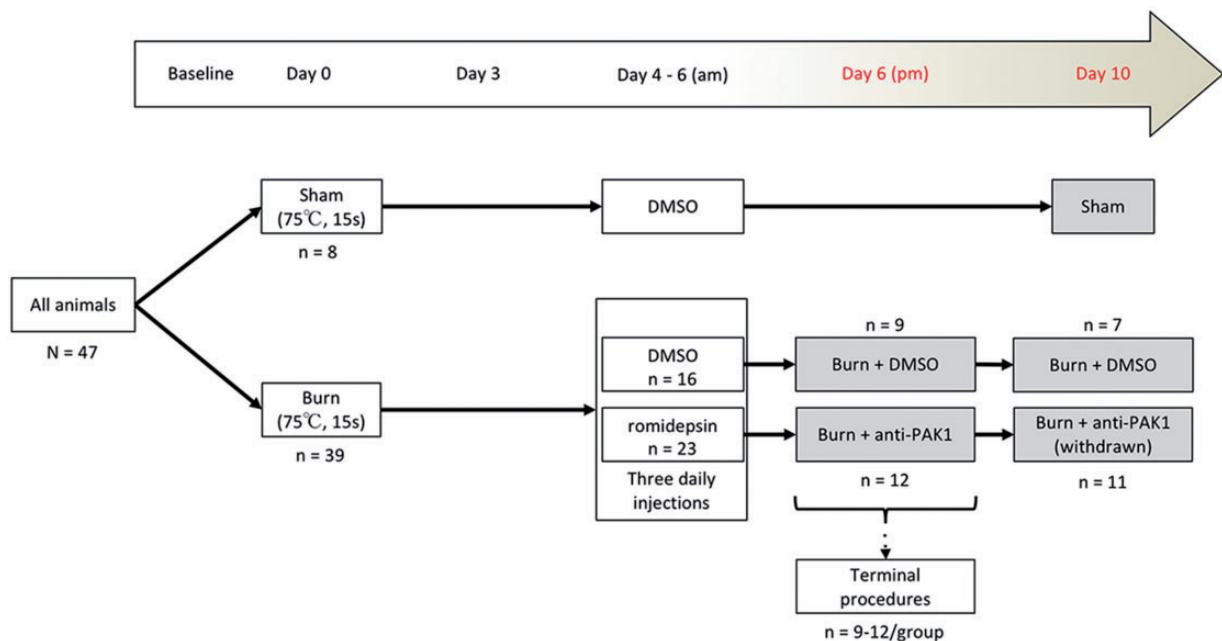 Baseline
Day 0
Day 3
Day 4 - 6 (am)
Day 6 (pm)
Day 10
Sham
(75℃, 15s)
n = 8
DMSO
Sham
All animals
N = 47
Burn
(75℃, 15s)
n = 39
DMSO
n = 16
romidepsin
n = 23
Three daily
injections
n = 9
Burn + DMSO
n = 7
Burn + DMSO
Burn + anti-PAK1
n = 12
Burn + anti-PAK1
(withdrawn)
n = 11
Terminal
procedures
n = 9-12/group